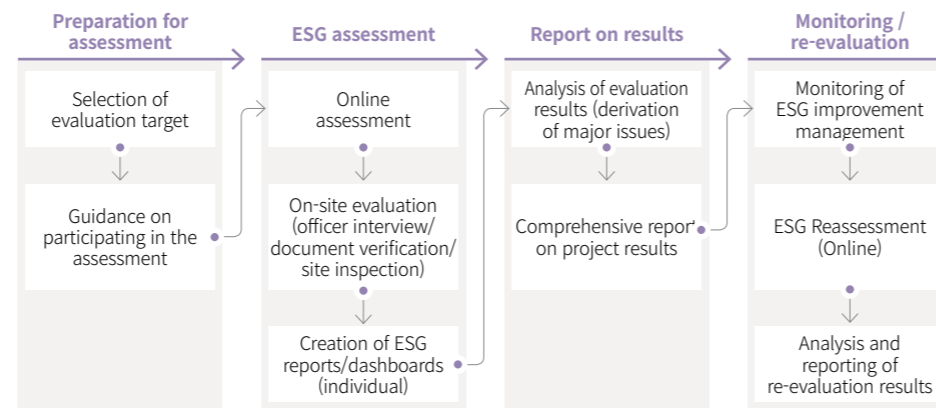 Preparation for
assessment
Selection of
evaluation target
Guidance on
participating in the
assessment
ESG assessment
Online
assessment
On-site evaluation
(officer interview/
document verification/
site inspection)
Creation of ESG
reports/dashboards
(individual)
Report on results
Analysis of evaluation
results (derivation
of major issues)
Comprehensive report
on project results
Monitoring /
re-evaluation
Monitoring of
ESG improvement
management
ESG Reassessment
(Online)
Analysis and
reporting of
re-evaluation results